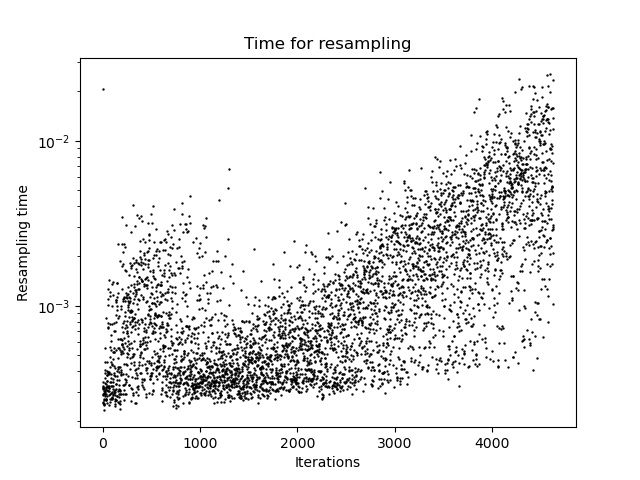 Time for resampling
Resampling time
10⁻²
10⁻³
0 1000 2000 3000 4000
Iterations